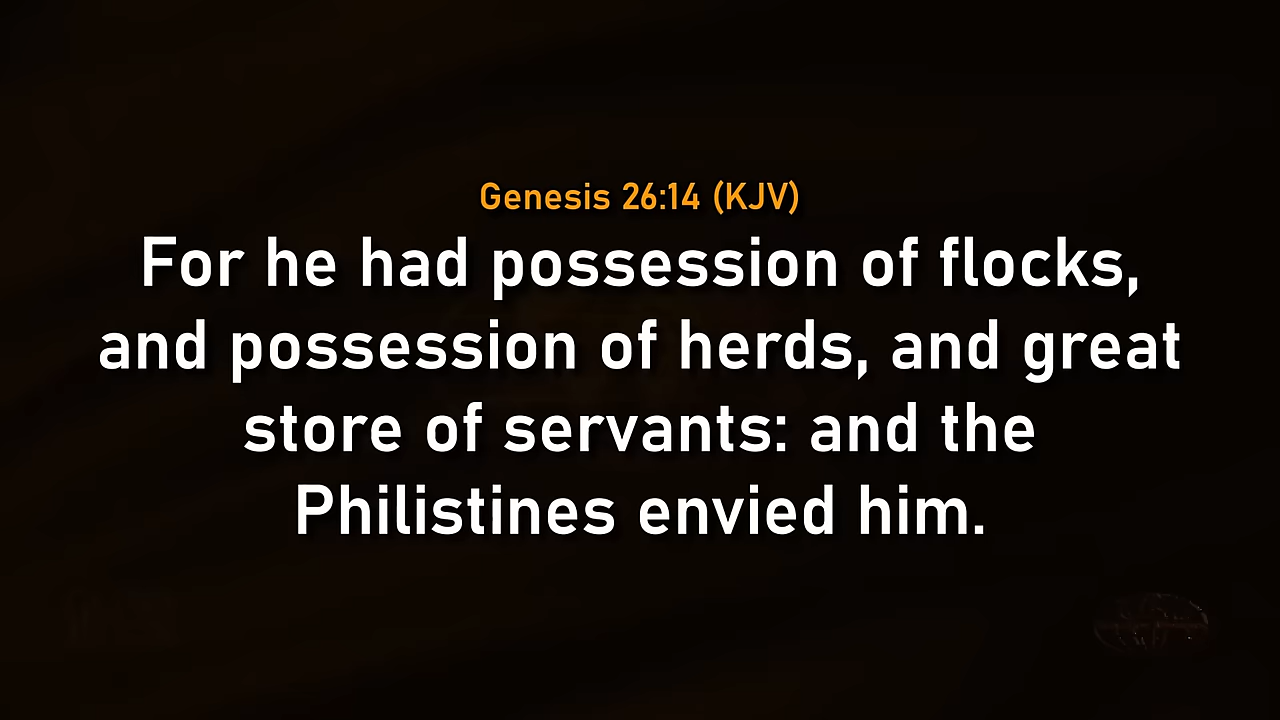 Genesis 26:14 (KJV)
For he had possession of flocks,
and possession of herds, and great
store of servants: and the
Philistines envied him.